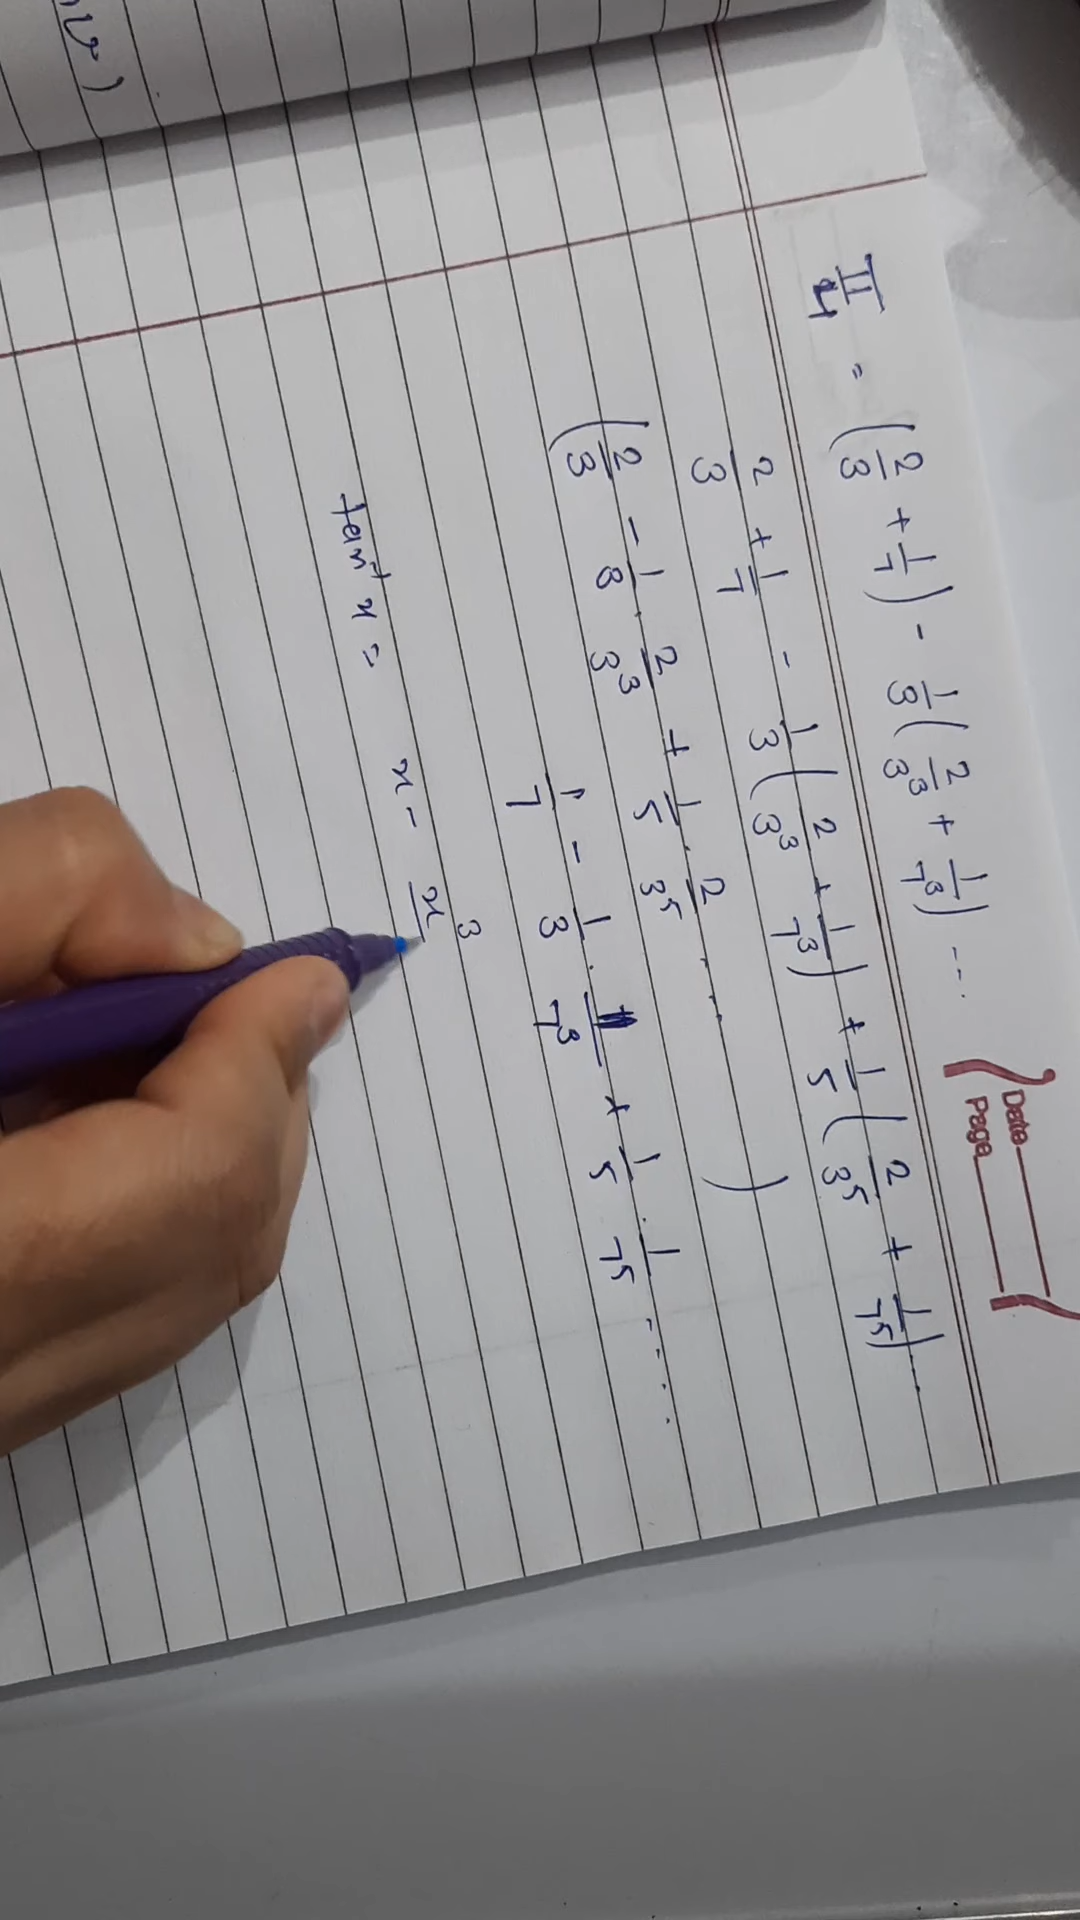 Date
Page
π/4 = (2/3 + 1/7) - 1/3(2/3³ + 1/7³) ...
2/3 + 1/7 - 1/3(2/3³ + 1/7³) + 1/5(2/3⁵ + 1/7⁵)...
(2/3 - 1/3 . 2/3³ + 1/5 . 2/3⁵ ..... )
1/7 - 1/3 . 1/7³ + 1/5 . 1/7⁵ .....
tan⁻¹ x = x - x³